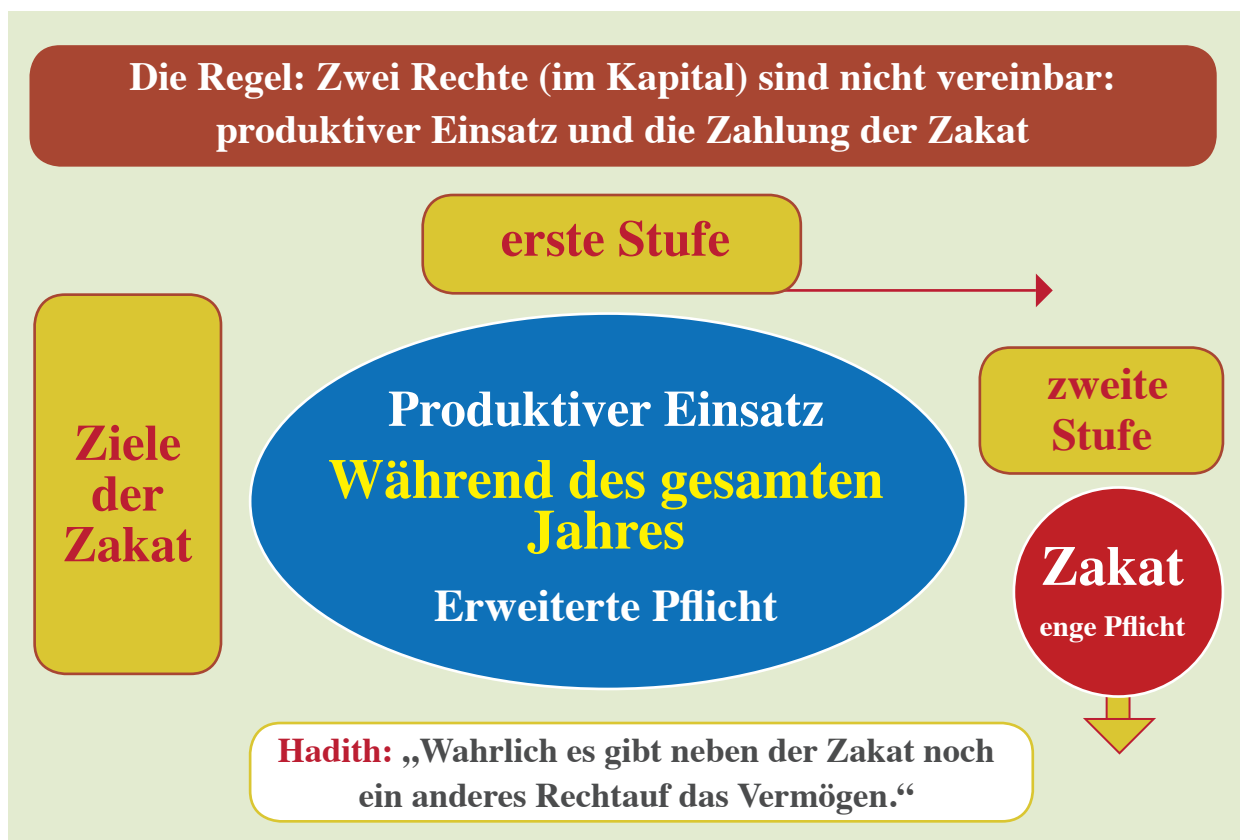 Die Regel: Zwei Rechte (im Kapital) sind nicht vereinbar:
produktiver Einsatz und die Zahlung der Zakat
erste Stufe
Ziele
der
Zakat
Produktiver Einsatz
Während des gesamten
Jahres
Erweiterte Pflicht
zweite
Stufe
Zakat
enge Pflicht
Hadith: „Wahrlich es gibt neben der Zakat noch
ein anderes Rechtauf das Vermögen.“